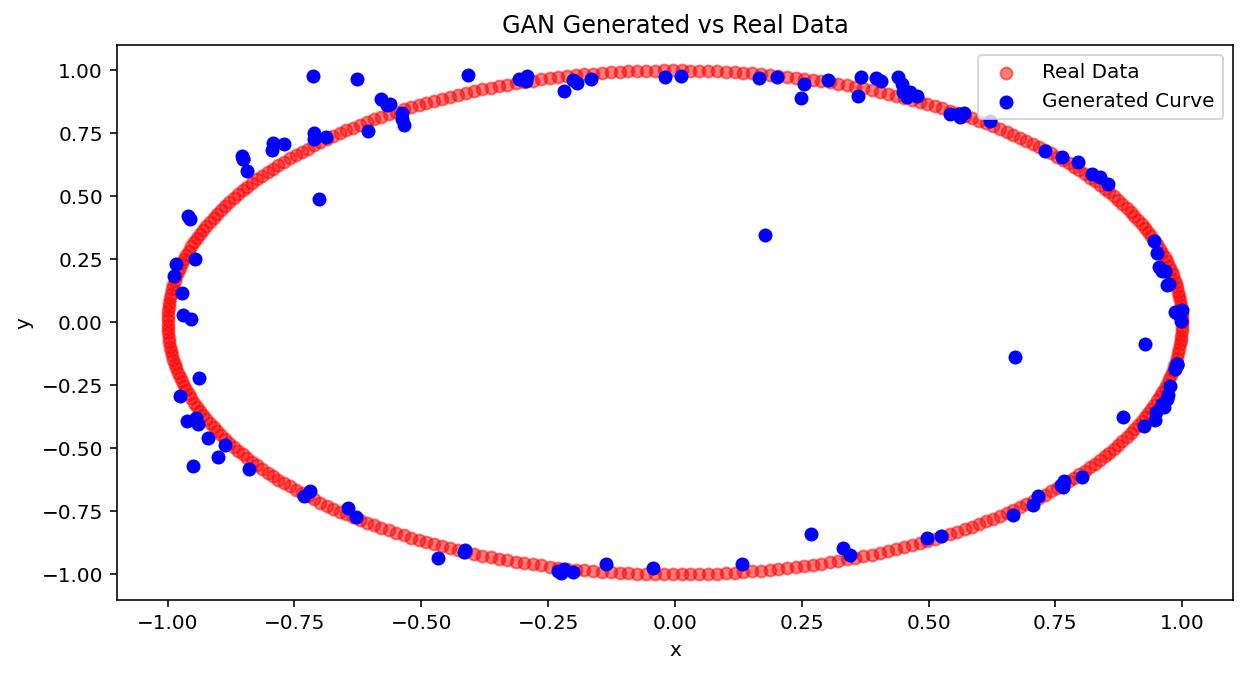 GAN Generated vs Real Data
Real Data
Generated Curve
1.00
0.75
0.50
0.25
0.00
−0.25
−0.50
−0.75
−1.00
y
−1.00 −0.75 −0.50 −0.25 0.00 0.25 0.50 0.75 1.00
x